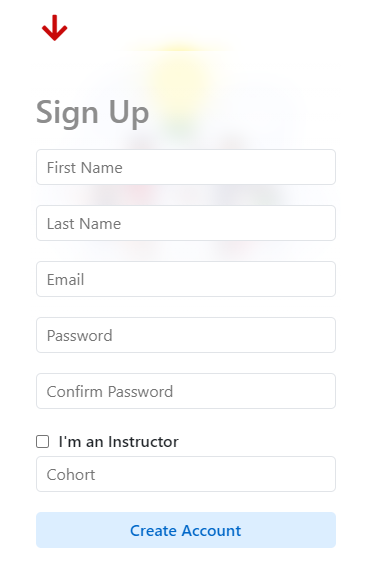 Sign Up
First Name
Last Name
Email
Password
Confirm Password
I'm an Instructor
Cohort
Create Account